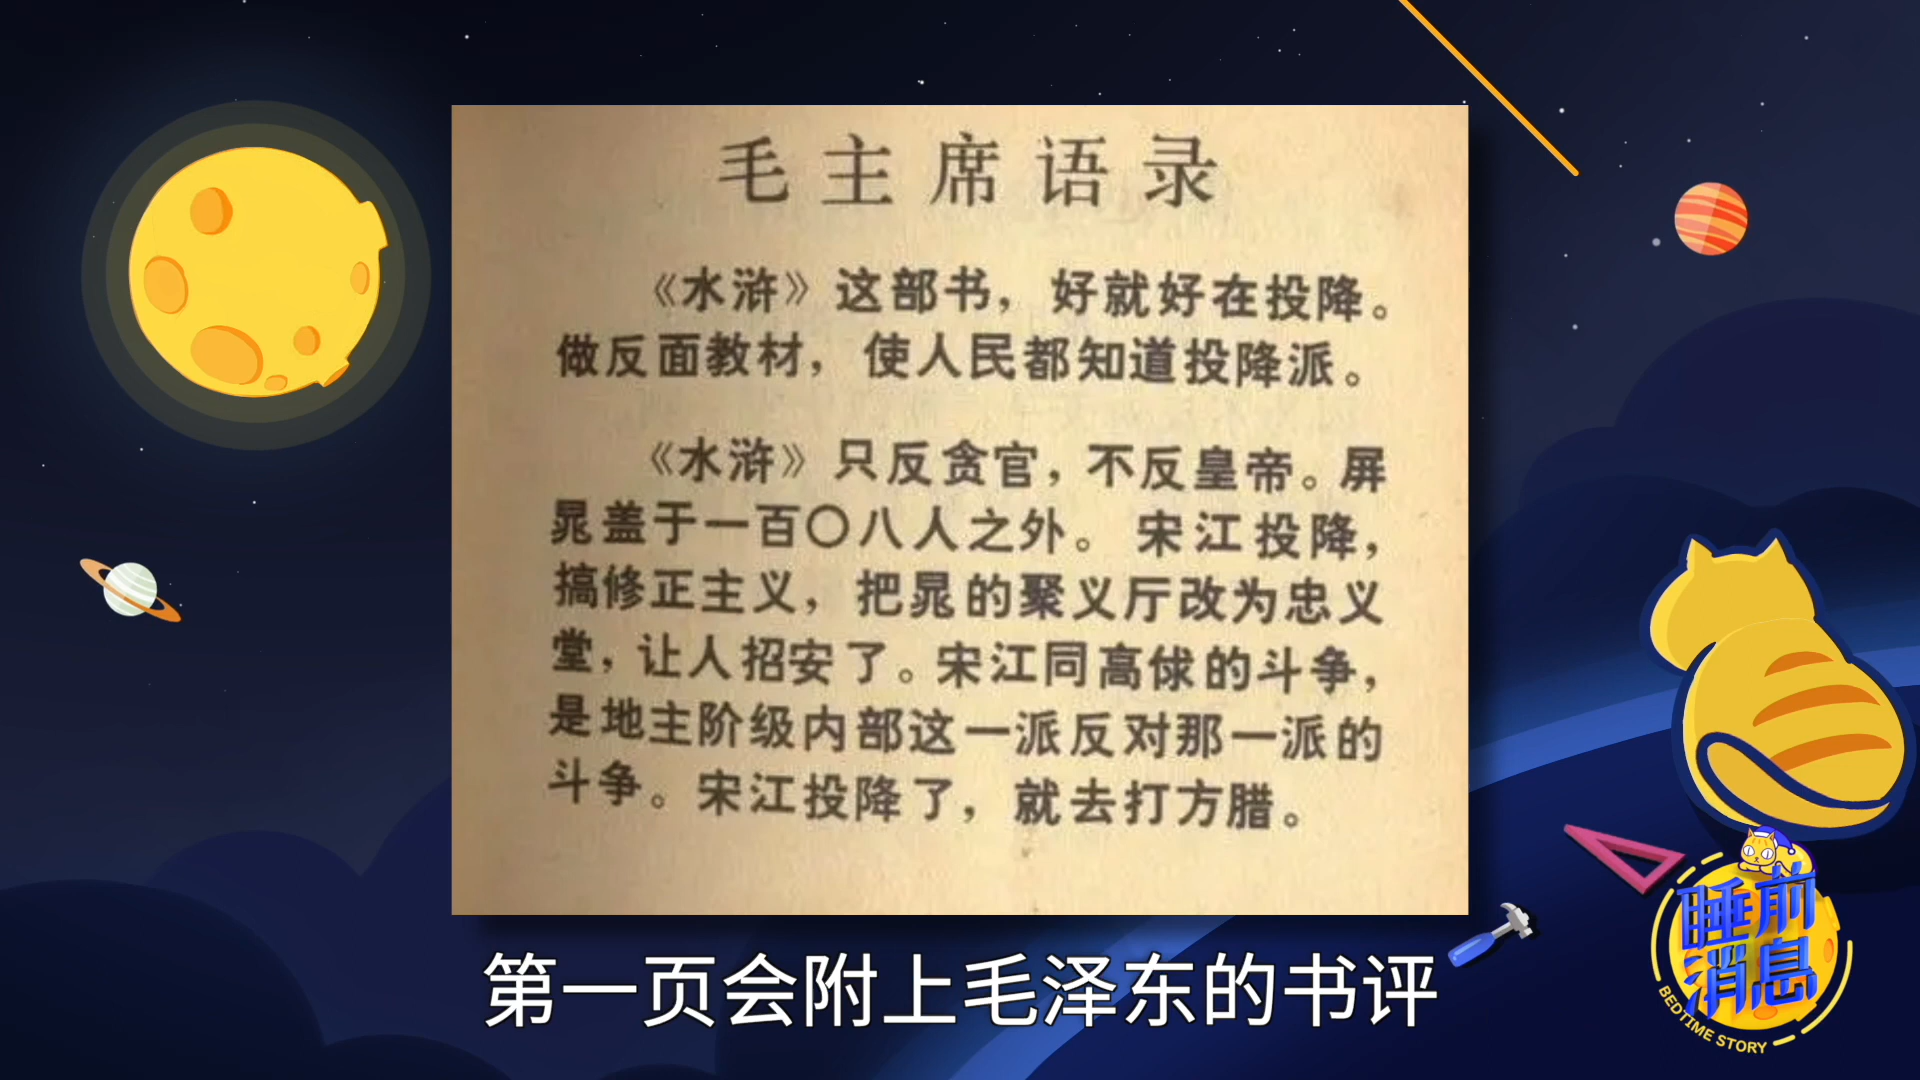 毛主席语录
《水浒》这部书，好就好在投降。
做反面教材，使人民都知道投降派。
《水浒》只反贪官，不反皇帝。屏
晁盖于一百〇八人之外。宋江投降，
搞修正主义，把晁的聚义厅改为忠义
堂，让人招安了。宋江同高俅的斗争，
是地主阶级内部这一派反对那一派的
斗争。宋江投降了，就去打方腊。
第一页会附上毛泽东的书评
睡前
消息
BEDTIME STORY